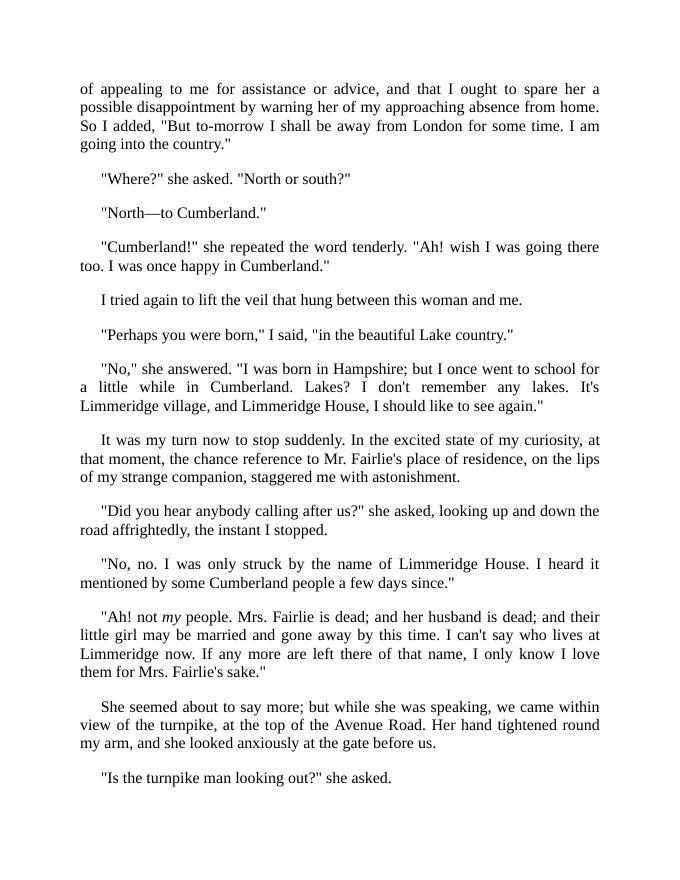 of appealing to me for assistance or advice, and that I ought to spare her a
possible disappointment by warning her of my approaching absence from home.
So I added, "But to-morrow I shall be away from London for some time. I am
going into the country."
"Where?" she asked. "North or south?"
"North—to Cumberland."
"Cumberland!" she repeated the word tenderly. "Ah! wish I was going there
too. I was once happy in Cumberland."
I tried again to lift the veil that hung between this woman and me.
"Perhaps you were born," I said, "in the beautiful Lake country."
"No," she answered. "I was born in Hampshire; but I once went to school for
a little while in Cumberland. Lakes? I don't remember any lakes. It's
Limmeridge village, and Limmeridge House, I should like to see again."
It was my turn now to stop suddenly. In the excited state of my curiosity, at
that moment, the chance reference to Mr. Fairlie's place of residence, on the lips
of my strange companion, staggered me with astonishment.
"Did you hear anybody calling after us?" she asked, looking up and down the
road affrightedly, the instant I stopped.
"No, no. I was only struck by the name of Limmeridge House. I heard it
mentioned by some Cumberland people a few days since."
"Ah! not my people. Mrs. Fairlie is dead; and her husband is dead; and their
little girl may be married and gone away by this time. I can't say who lives at
Limmeridge now. If any more are left there of that name, I only know I love
them for Mrs. Fairlie's sake."
She seemed about to say more; but while she was speaking, we came within
view of the turnpike, at the top of the Avenue Road. Her hand tightened round
my arm, and she looked anxiously at the gate before us.
"Is the turnpike man looking out?" she asked.